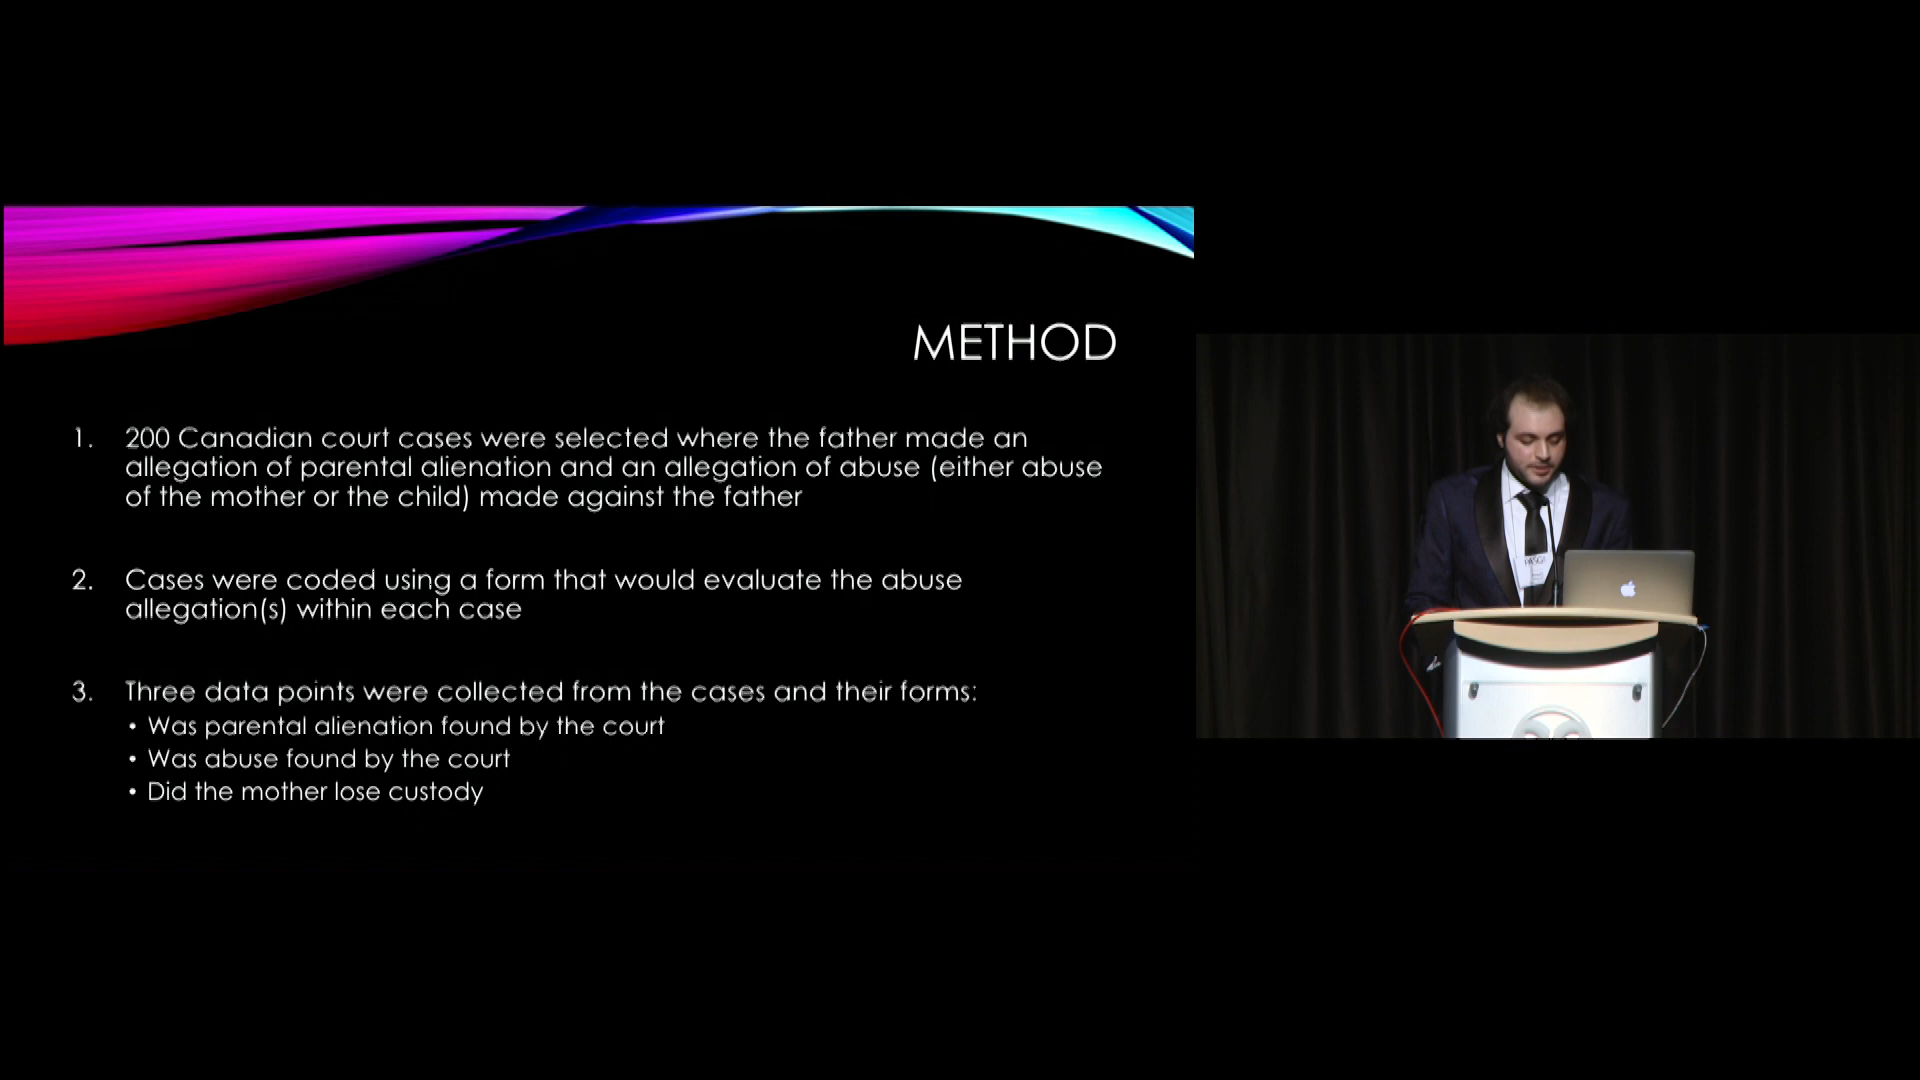 METHOD
1. 200 Canadian court cases were selected where the father made an
allegation of parental alienation and an allegation of abuse (either abuse
of the mother or the child) made against the father
2. Cases were coded using a form that would evaluate the abuse
allegation(s) within each case
3. Three data points were collected from the cases and their forms:
• Was parental alienation found by the court
• Was abuse found by the court
• Did the mother lose custody